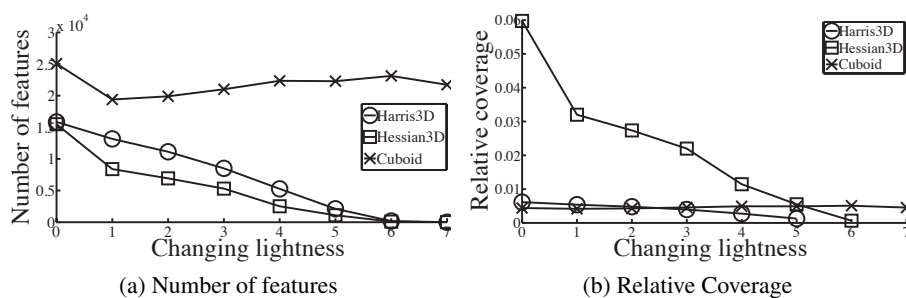 x 10⁴
3
2.5
2
1.5
1
0.5
0
0 1 2 3 4 5 6 7
Number of features
Changing lightness
Harris3D
Hessian3D
Cuboid
(a) Number of features
0.06
0.05
0.04
0.03
0.02
0.01
0
0 1 2 3 4 5 6 7
Relative coverage
Changing lightness
Harris3D
Hessian3D
Cuboid
(b) Relative Coverage